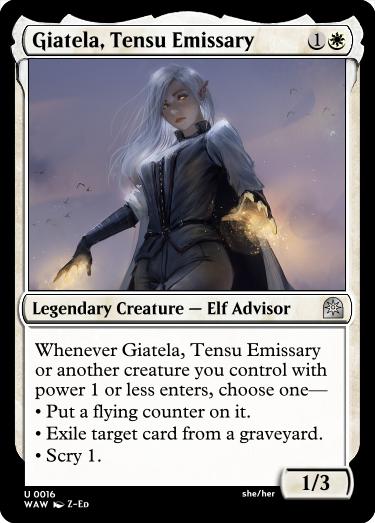 Giatela, Tensu Emissary 1
Legendary Creature — Elf Advisor
Whenever Giatela, Tensu Emissary
or another creature you control with
power 1 or less enters, choose one—
• Put a flying counter on it.
• Exile target card from a graveyard.
• Scry 1.
1/3
U 0016
she/her
WAW Z-Ed